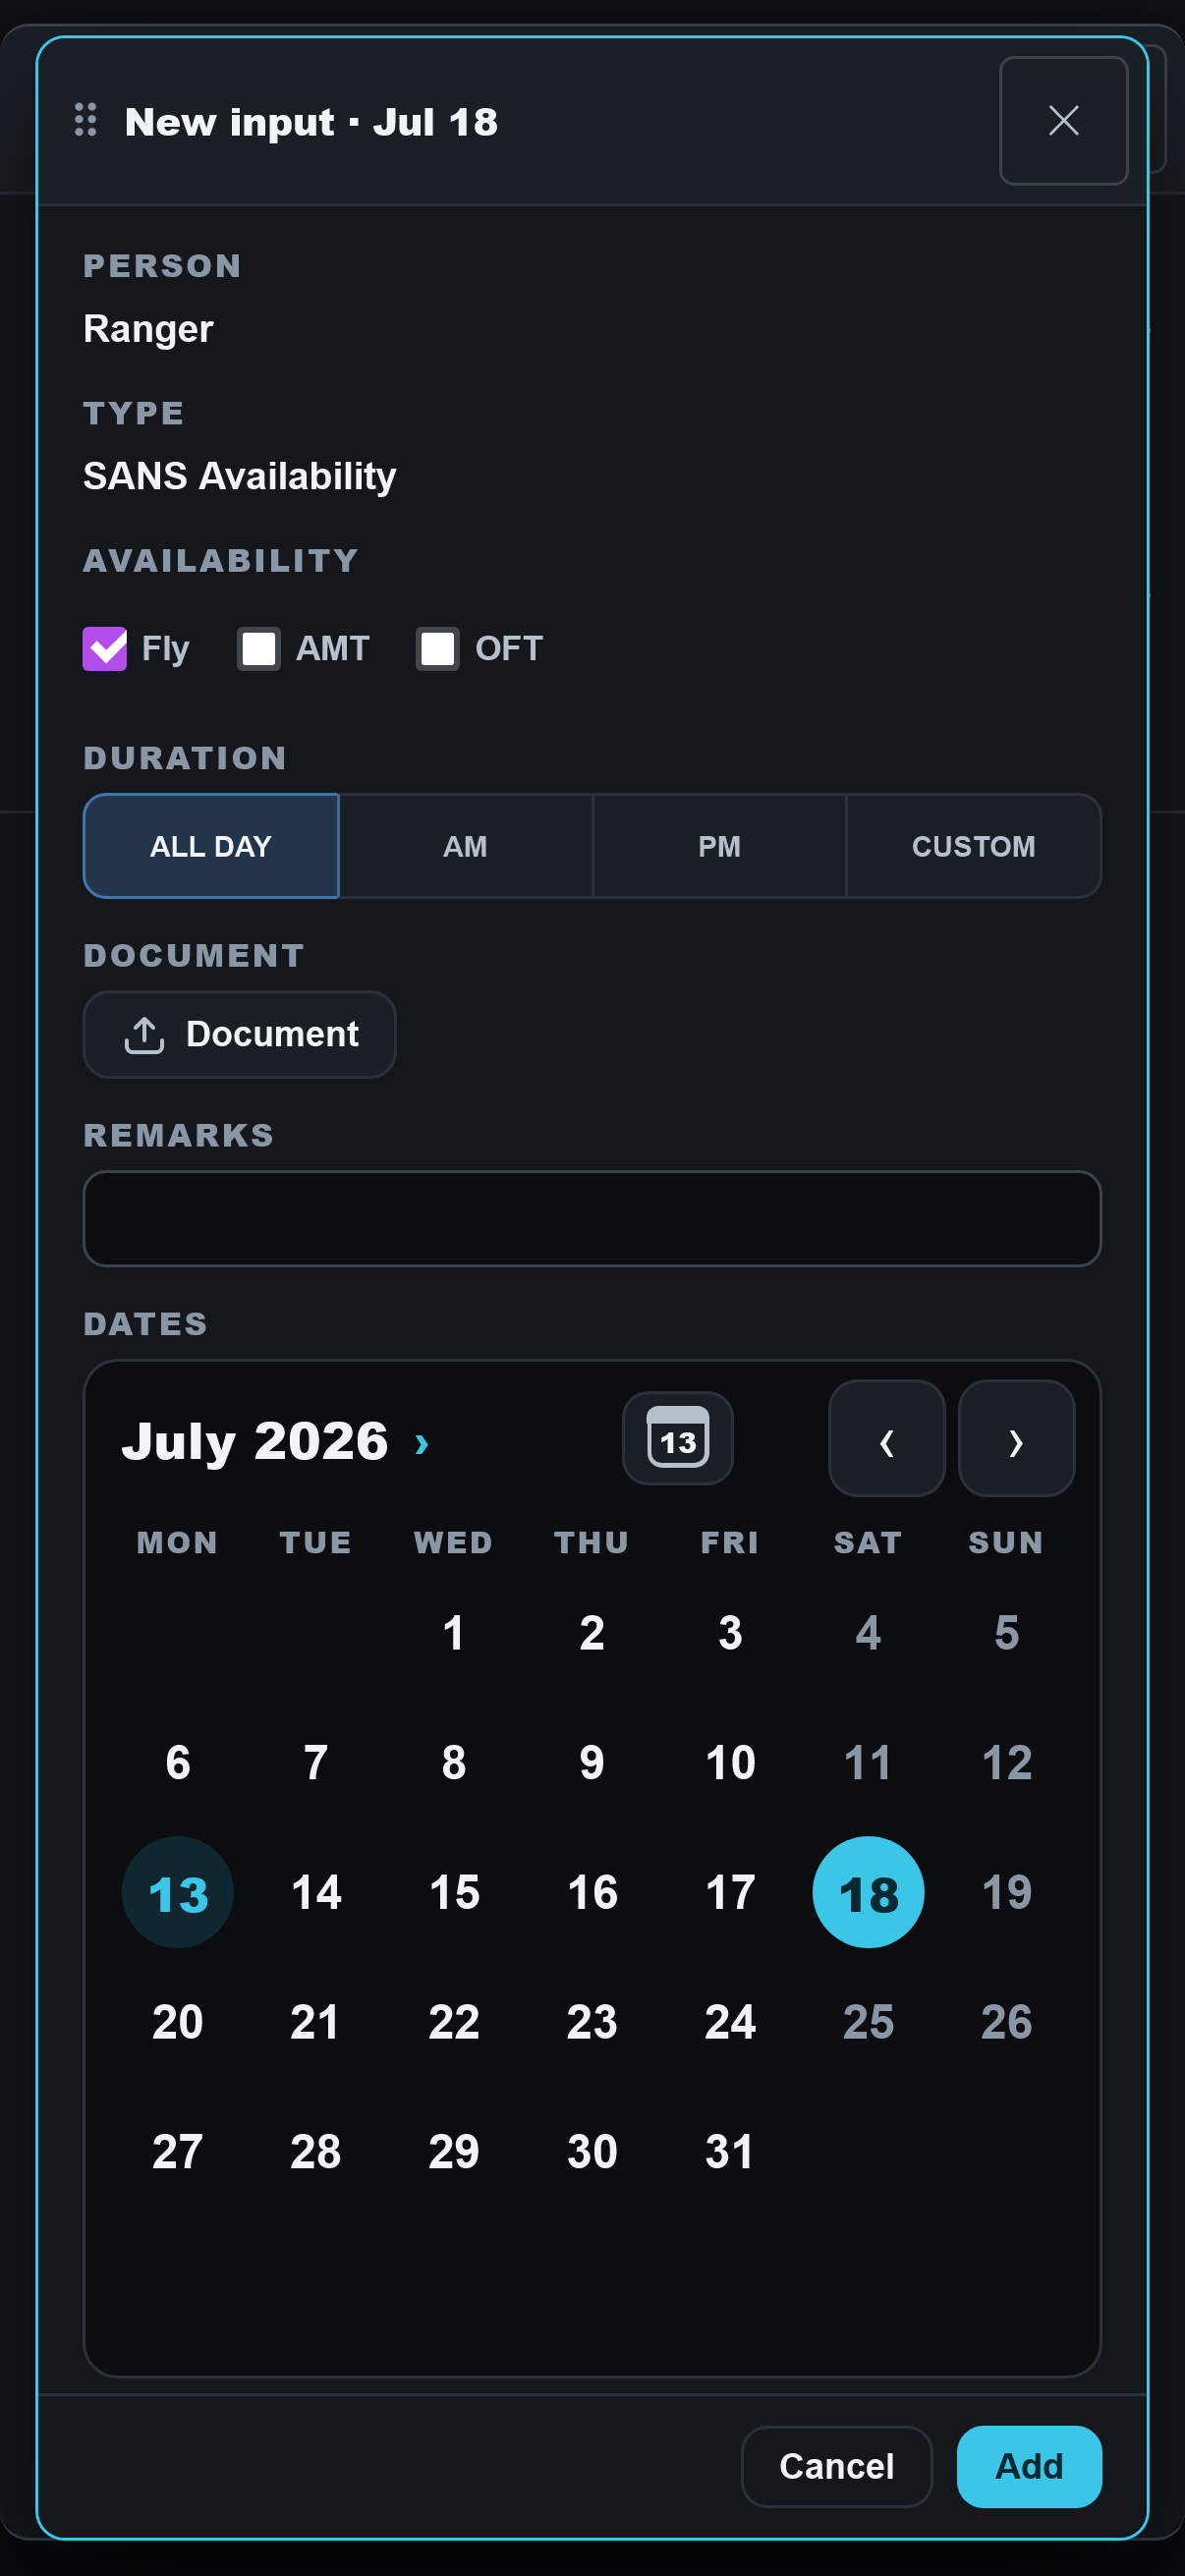 New input · Jul 18
PERSON
Ranger
TYPE
SANS Availability
AVAILABILITY
Fly AMT OFT
DURATION
ALL DAY AM PM CUSTOM
DOCUMENT
Document
REMARKS
DATES
July 2026 › 13 ‹ ›
MON TUE WED THU FRI SAT SUN
1 2 3 4 5
6 7 8 9 10 11 12
13 14 15 16 17 18 19
20 21 22 23 24 25 26
27 28 29 30 31
Cancel Add